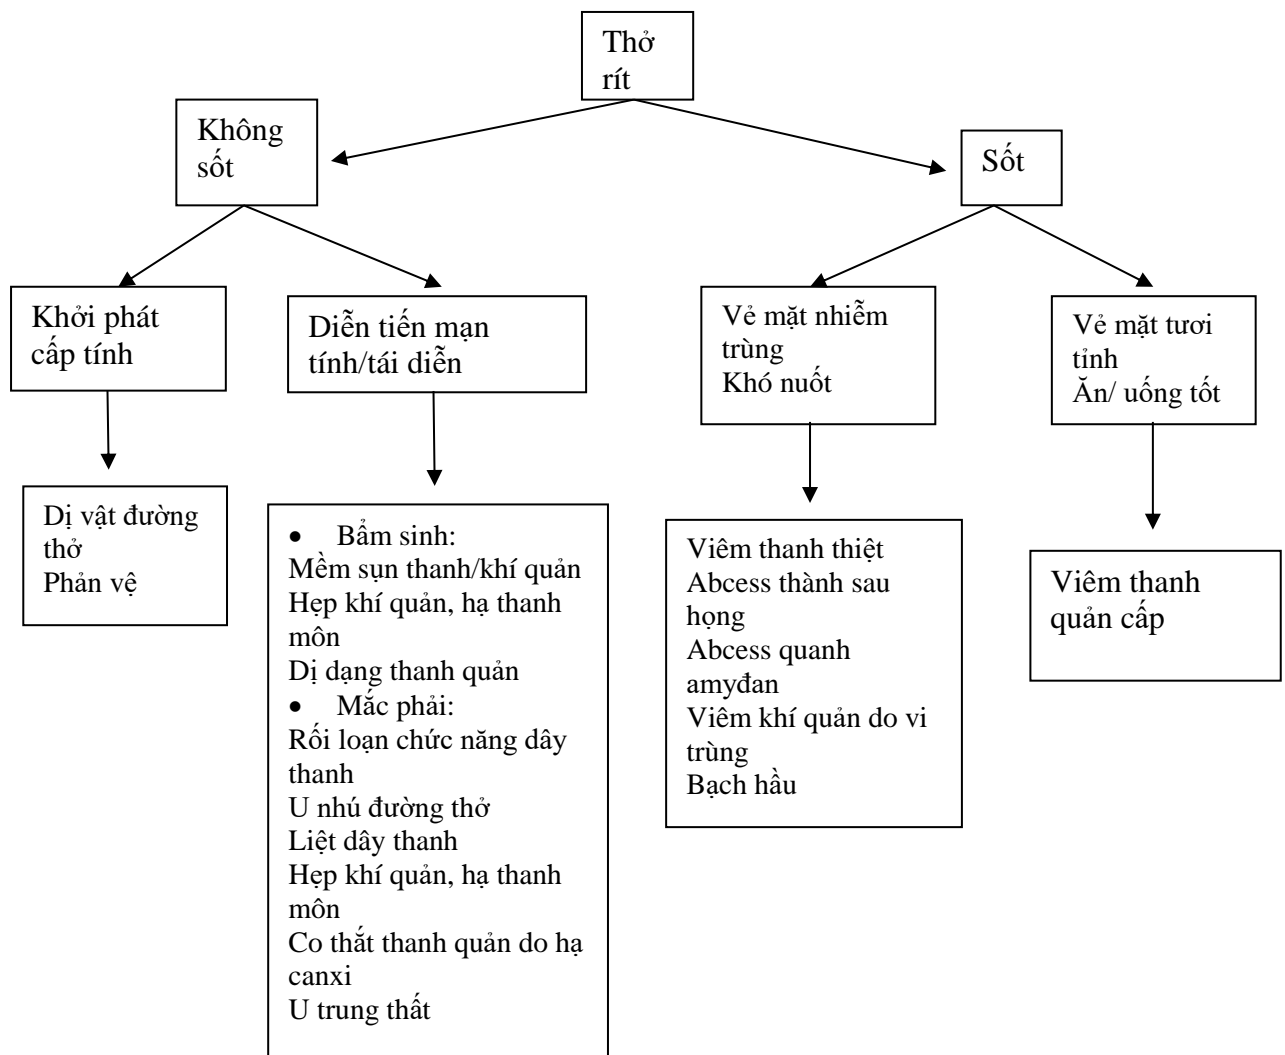 Thở
rít
Không
sốt
Sốt
Khởi phát
cấp tính
Diễn tiến mạn
tính/tái diễn
Vẻ mặt nhiễm
trùng
Khó nuốt
Vẻ mặt tươi
tỉnh
Ăn/ uống tốt
Dị vật đường
thở
Phản vệ
• Bẩm sinh:
Mềm sụn thanh/khí quản
Hẹp khí quản, hạ thanh
môn
Dị dạng thanh quản
• Mắc phải:
Rối loạn chức năng dây
thanh
U nhú đường thở
Liệt dây thanh
Hẹp khí quản, hạ thanh
môn
Co thắt thanh quản do hạ
canxi
U trung thất
Viêm thanh thiệt
Abcess thành sau
họng
Abcess quanh
amyđan
Viêm khí quản do vi
trùng
Bạch hầu
Viêm thanh
quản cấp